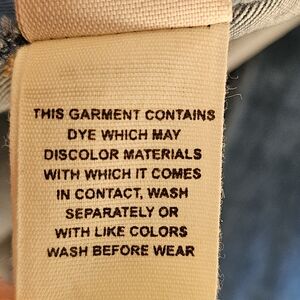 THIS GARMENT CONTAINS
DYE WHICH MAY
DISCOLOR MATERIALS
WITH WHICH IT COMES
IN CONTACT, WASH
SEPARATELY OR
WITH LIKE COLORS
WASH BEFORE WEAR